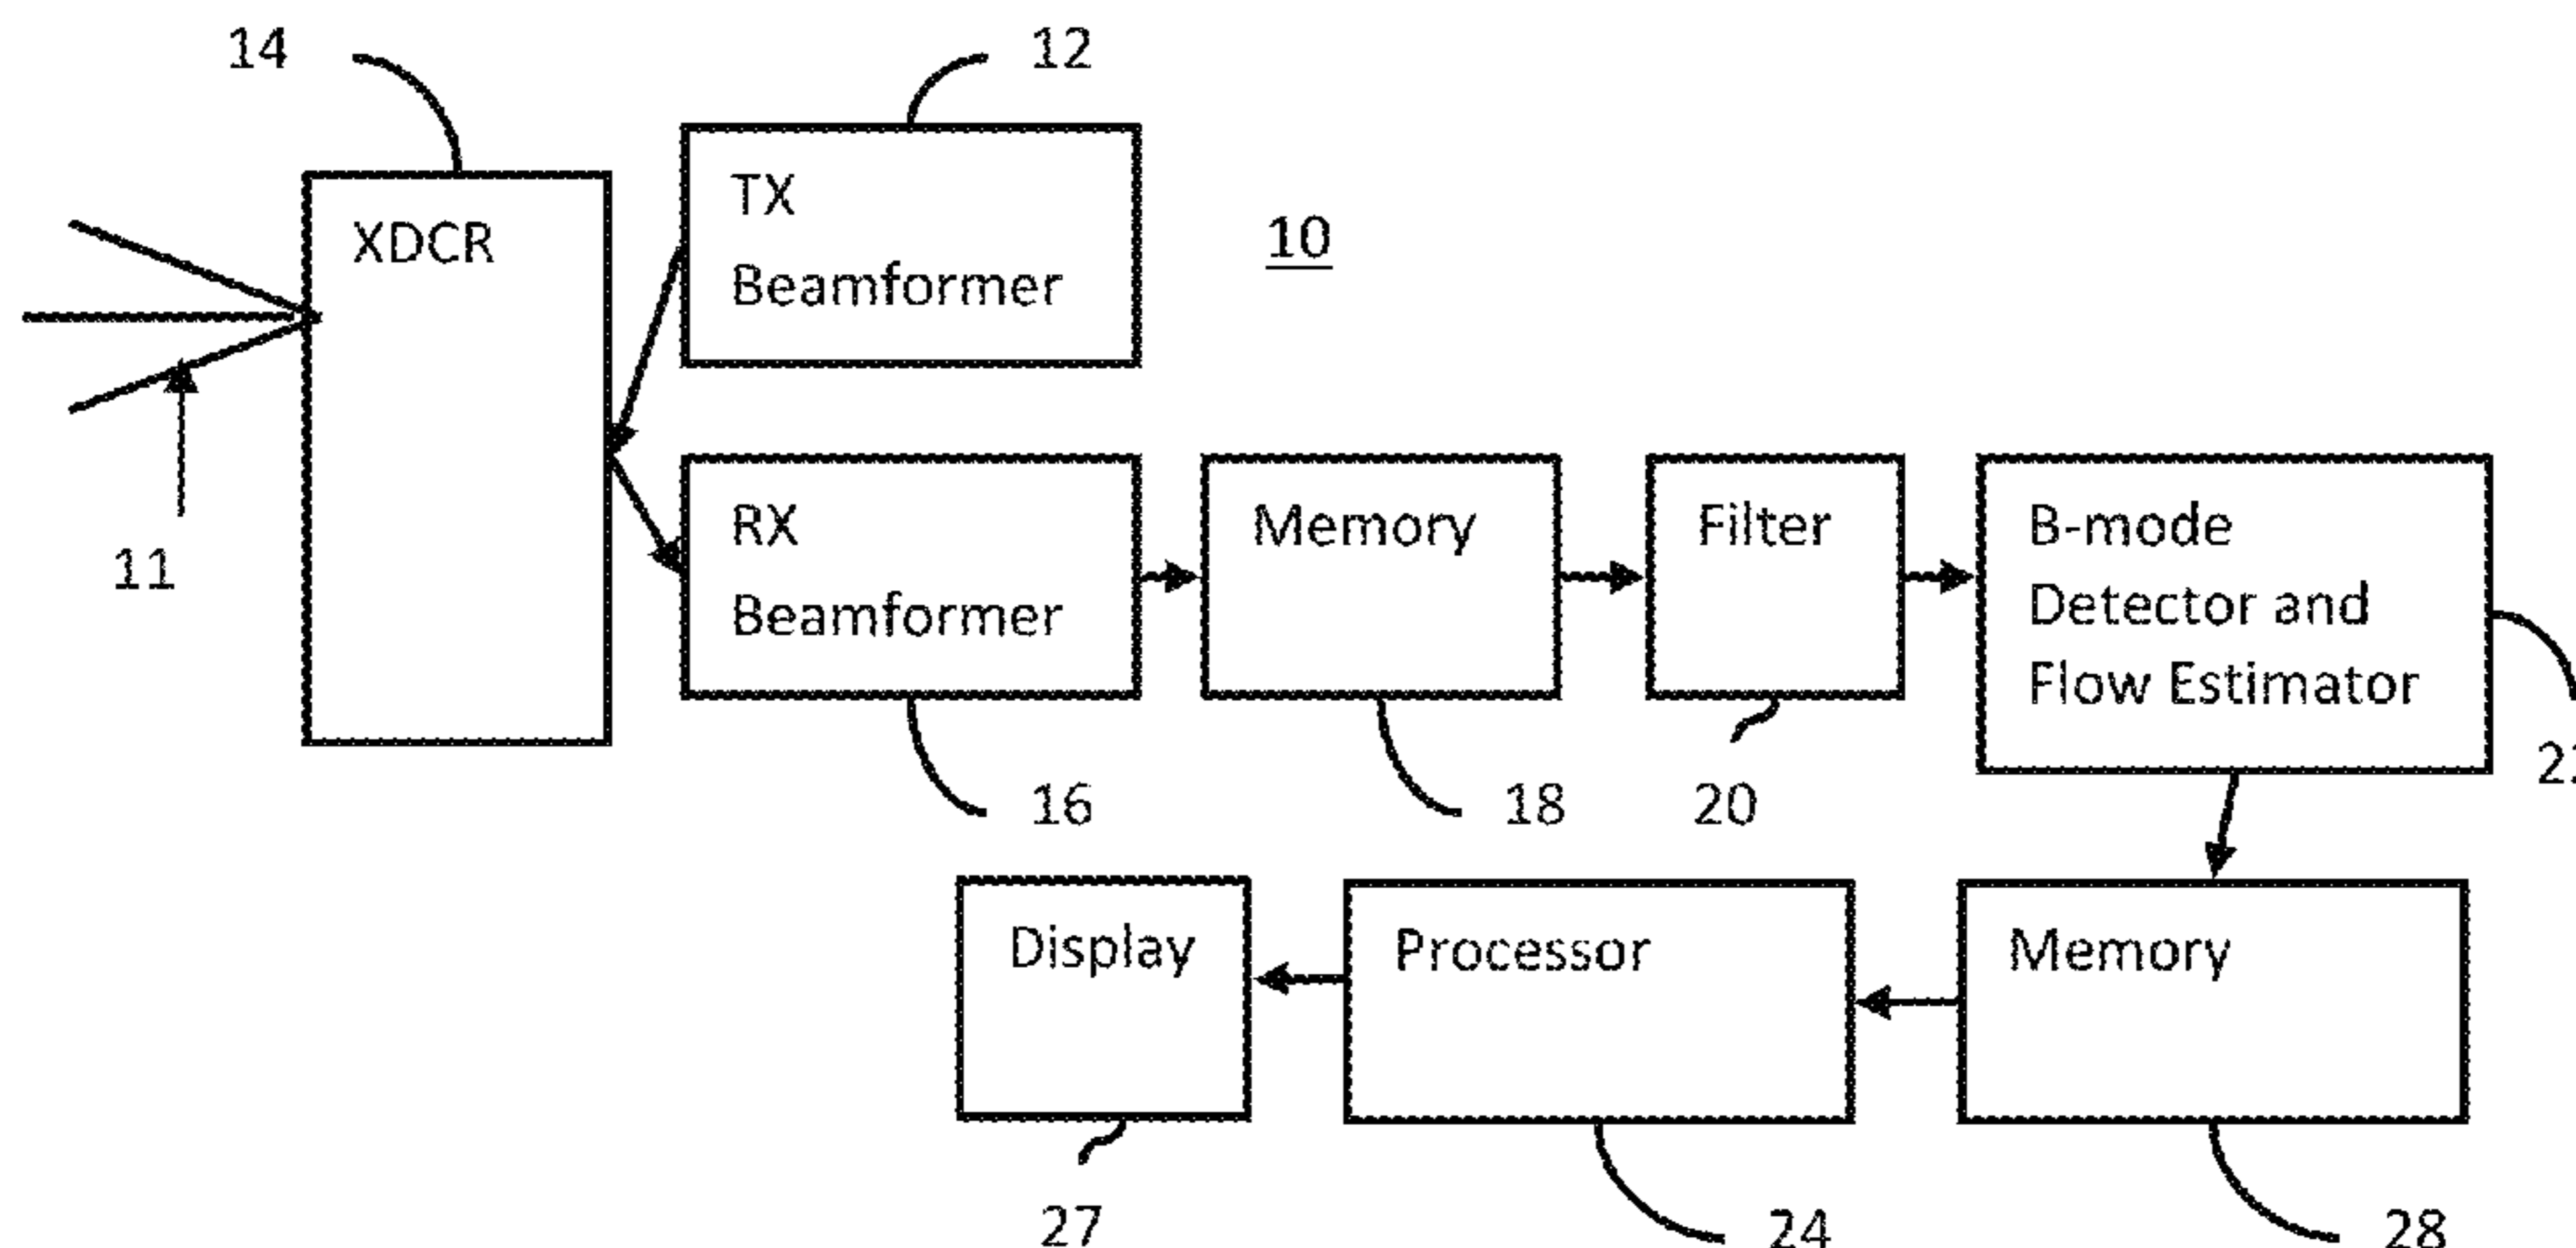 14
12
XDCR
TX
Beamformer
10
11
RX
Beamformer
Memory
Filter
B-mode
Detector and
Flow Estimator
16
18
20
Display
Processor
Memory
27
24
28